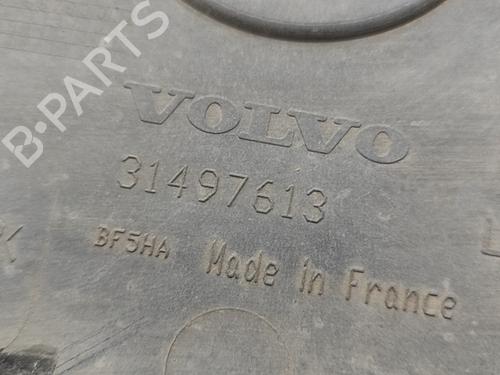 B-PARTS
VOLVO
31497613
BF5HA Made in France